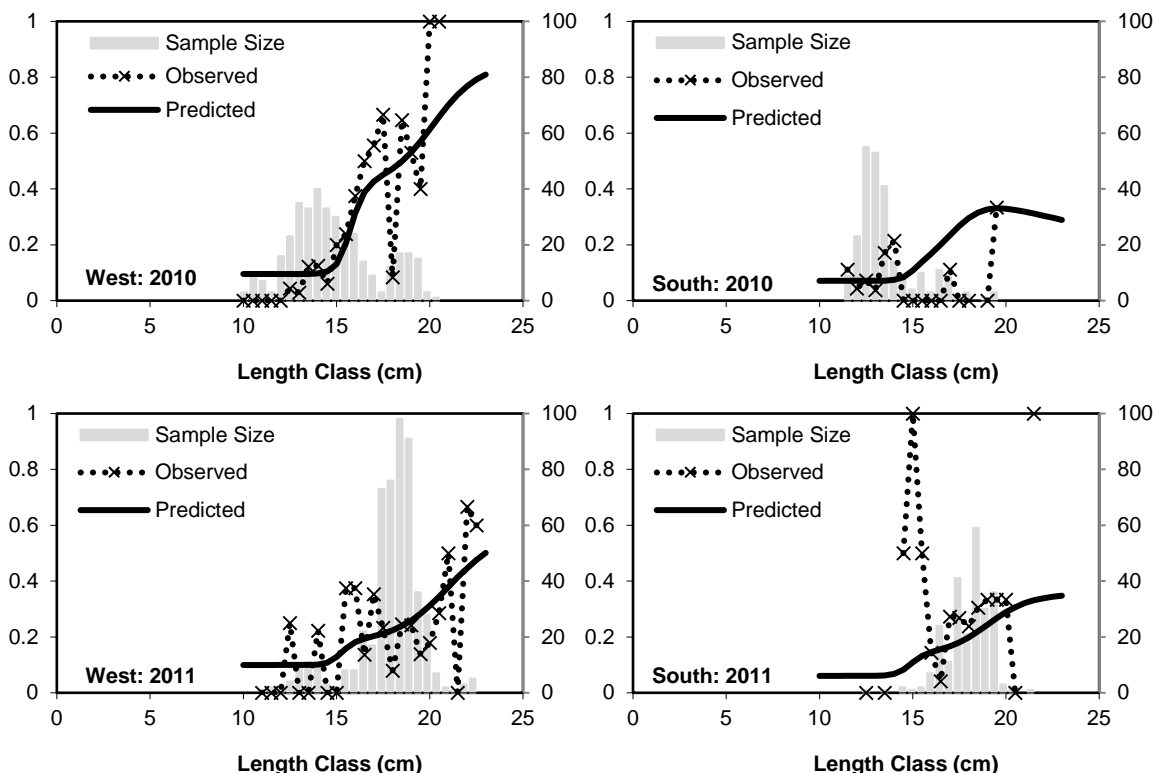 1
100
Sample Size
0.8
80
Observed
Predicted
0.6
60
0.4
40
0.2
20
West: 2010
0
0
0 5 10 15 20 25
Length Class (cm)
1
100
Sample Size
0.8
80
Observed
Predicted
0.6
60
0.4
40
0.2
20
South: 2010
0
0
0 5 10 15 20 25
Length Class (cm)
1
100
Sample Size
0.8
80
Observed
Predicted
0.6
60
0.4
40
0.2
20
West: 2011
0
0
0 5 10 15 20 25
Length Class (cm)
1
100
Sample Size
0.8
80
Observed
Predicted
0.6
60
0.4
40
0.2
20
South: 2011
0
0
0 5 10 15 20 25
Length Class (cm)